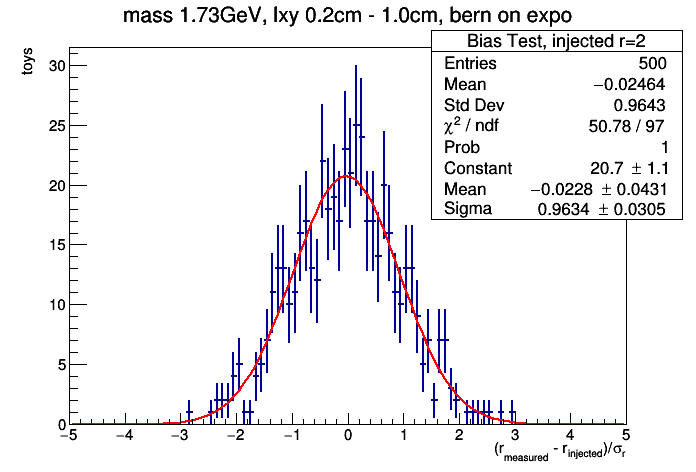 mass 1.73GeV, lxy 0.2cm - 1.0cm, bern on expo
Bias Test, injected r=2
Entries 500
Mean −0.02464
Std Dev 0.9643
χ² / ndf 50.78 / 97
Prob 1
Constant 20.7 ± 1.1
Mean −0.0228 ± 0.0431
Sigma 0.9634 ± 0.0305
toys
30
25
20
15
10
5
0
−5 −4 −3 −2 −1 0 1 2 3 4 5
(r_measured - r_injected)/σ_r